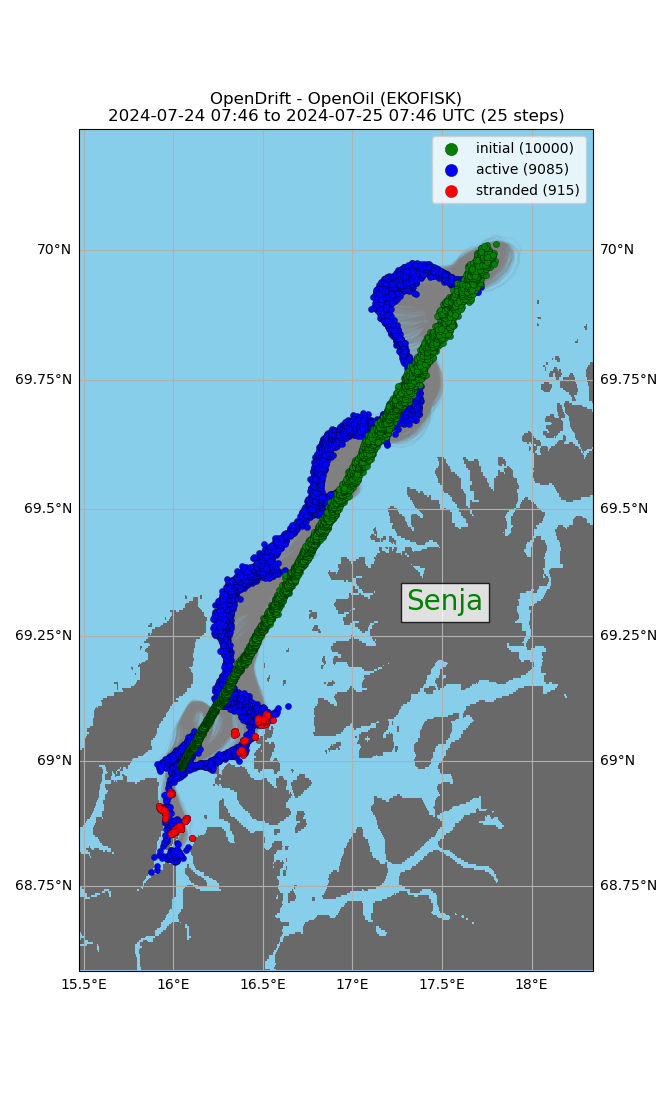 OpenDrift - OpenOil (EKOFISK)
2024-07-24 07:46 to 2024-07-25 07:46 UTC (25 steps)
initial (10000)
active (9085)
stranded (915)
70°N
70°N
69.75°N
69.75°N
69.5°N
69.5°N
Senja
69.25°N
69.25°N
69°N
69°N
68.75°N
68.75°N
15.5°E
16°E
16.5°E
17°E
17.5°E
18°E